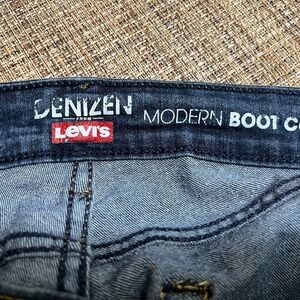 DENIZEN
FROM
Levi's
MODERN BOOT C